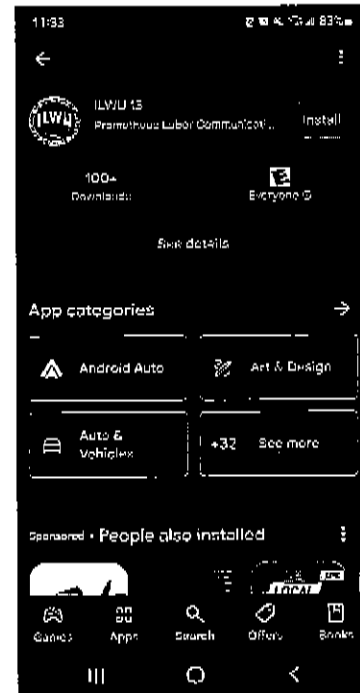 11:33
83%
ILWU
ILWU 13
Prometheus Labor Communicati...
Install
100+
Downloads
E
Everyone
See details
App categories
Android Auto
Art & Design
Auto &
Vehicles
+32 See more
Sponsored • People also installed
LOCAL
Games
Apps
Search
Offers
Books